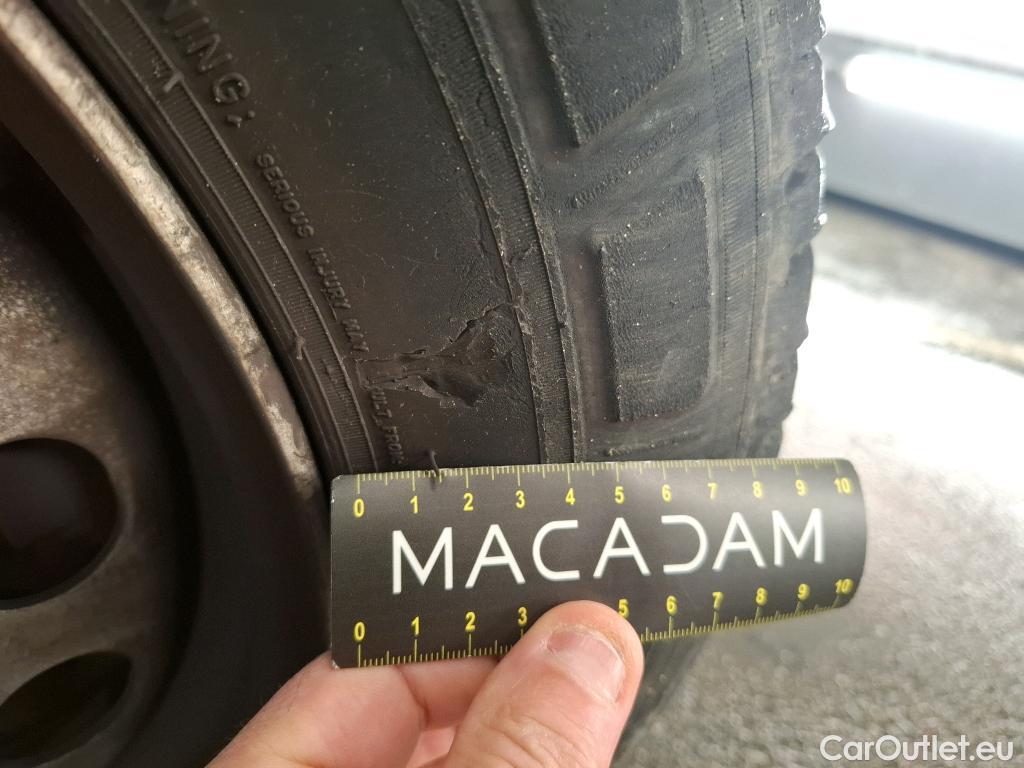 NING:
SERIOUS INJURY MAY
FROM
0 1 2 3 4 5 6 7 8 9 10
MACADAM
0 1 2 3 5 6 7 8 9 10
CarOutlet.eu